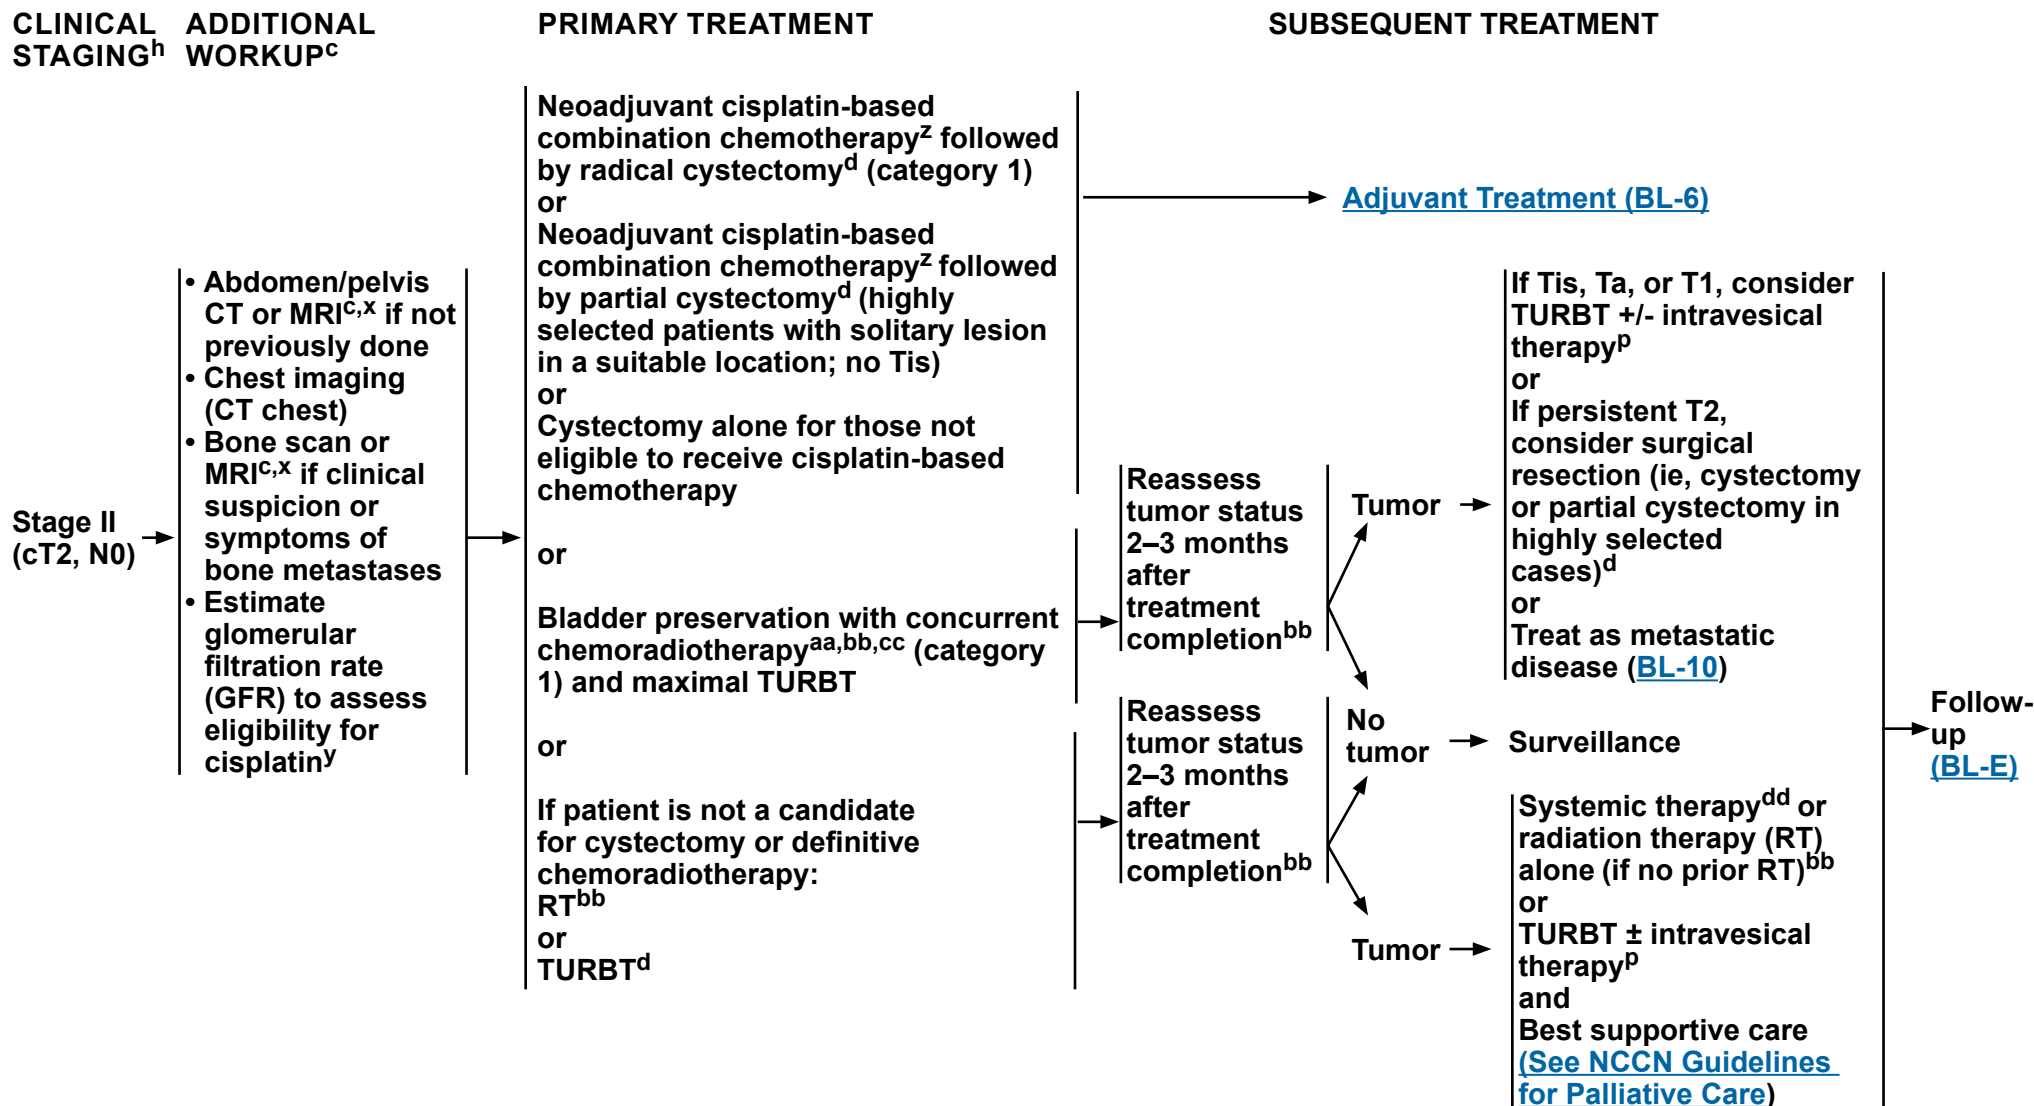 CLINICAL
STAGINGh
ADDITIONAL
WORKUPc
PRIMARY TREATMENT
SUBSEQUENT TREATMENT
Stage II
(cT2, N0)
• Abdomen/pelvis
CT or MRIc,x if not
previously done
• Chest imaging
(CT chest)
• Bone scan or
MRIc,x if clinical
suspicion or
symptoms of
bone metastases
• Estimate
glomerular
filtration rate
(GFR) to assess
eligibility for
cisplatiny
Neoadjuvant cisplatin-based
combination chemotherapyz followed
by radical cystectomyd (category 1)
or
Neoadjuvant cisplatin-based
combination chemotherapyz followed
by partial cystectomyd (highly
selected patients with solitary lesion
in a suitable location; no Tis)
or
Cystectomy alone for those not
eligible to receive cisplatin-based
chemotherapy
or
Bladder preservation with concurrent
chemoradiotherapyaa,bb,cc (category
1) and maximal TURBT
or
If patient is not a candidate
for cystectomy or definitive
chemoradiotherapy:
RTbb
or
TURBTd
Adjuvant Treatment (BL-6)
Reassess
tumor status
2–3 months
after
treatment
completionbb
Reassess
tumor status
2–3 months
after
treatment
completionbb
Tumor
No
tumor
Tumor
If Tis, Ta, or T1, consider
TURBT +/- intravesical
therapyp
or
If persistent T2,
consider surgical
resection (ie, cystectomy
or partial cystectomy in
highly selected
cases)d
or
Treat as metastatic
disease (BL-10)
Surveillance
Systemic therapydd or
radiation therapy (RT)
alone (if no prior RT)bb
or
TURBT ± intravesical
therapyp
and
Best supportive care
(See NCCN Guidelines
for Palliative Care)
Follow-
up
(BL-E)